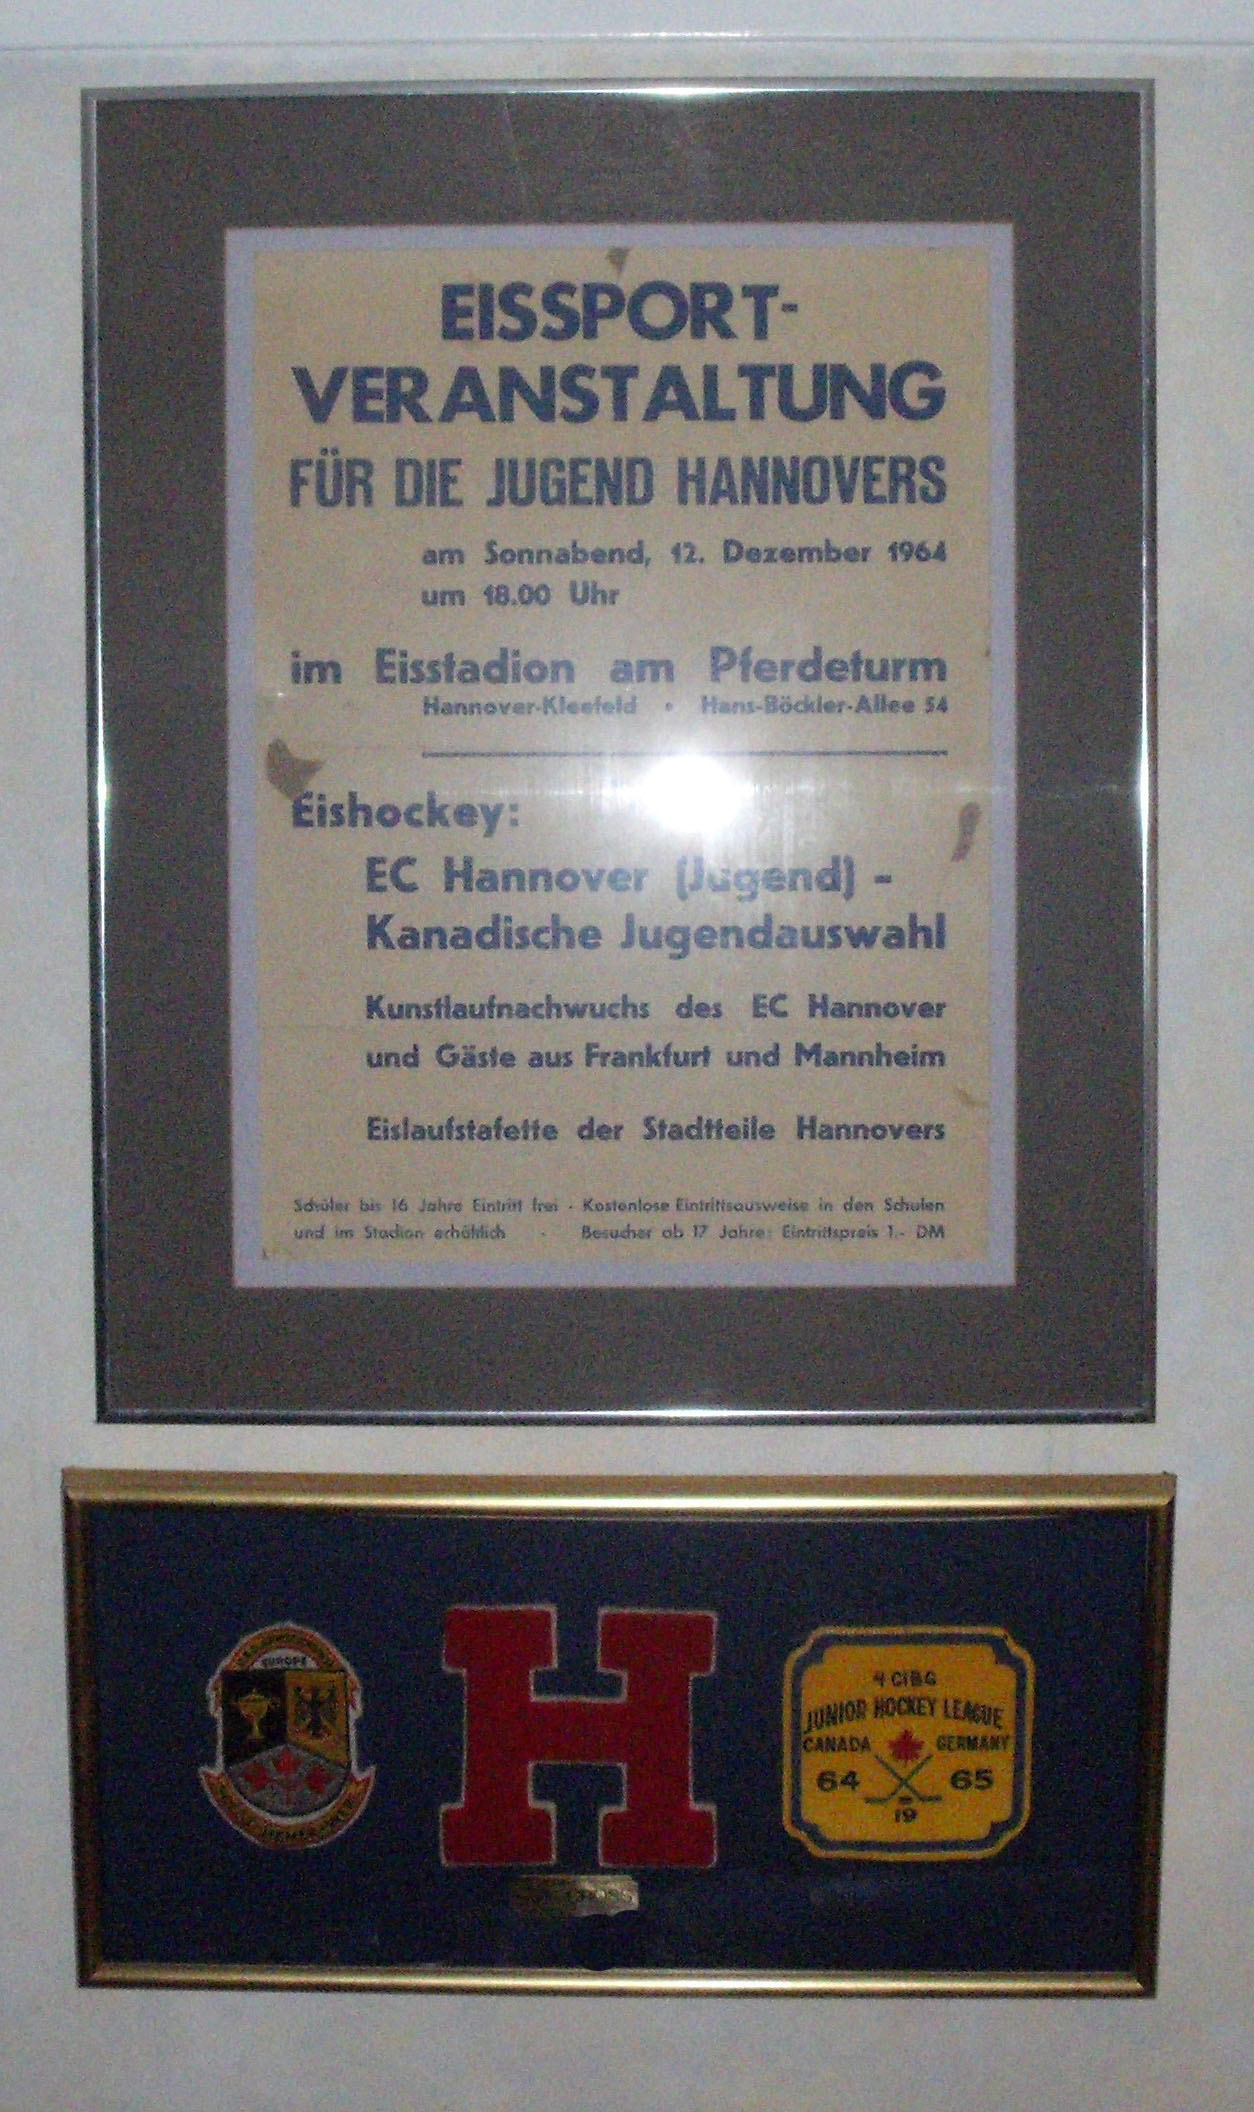 EISSPORT-
VERANSTALTUNG
FÜR DIE JUGEND HANNOVERS
am Sonnabend, 12. Dezember 1964
um 18.00 Uhr
im Eisstadion am Pferdeturm
Hannover-Kleefeld • Hans-Böckler-Allee 54
Eishockey:
EC Hannover (Jugend) -
Kanadische Jugendauswahl
Kunstlaufnachwuchs des EC Hannover
und Gäste aus Frankfurt und Mannheim
Eislaufstafette der Stadtteile Hannovers
Schüler bis 16 Jahre Eintritt frei - Kostenlose Eintrittsausweise in den Schulen
und im Stadion erhältlich - Besucher ab 17 Jahre: Eintrittspreis 1.- DM
EUROPE
H
4 CIBG
JUNIOR HOCKEY LEAGUE
CANADA GERMANY
64 65
19